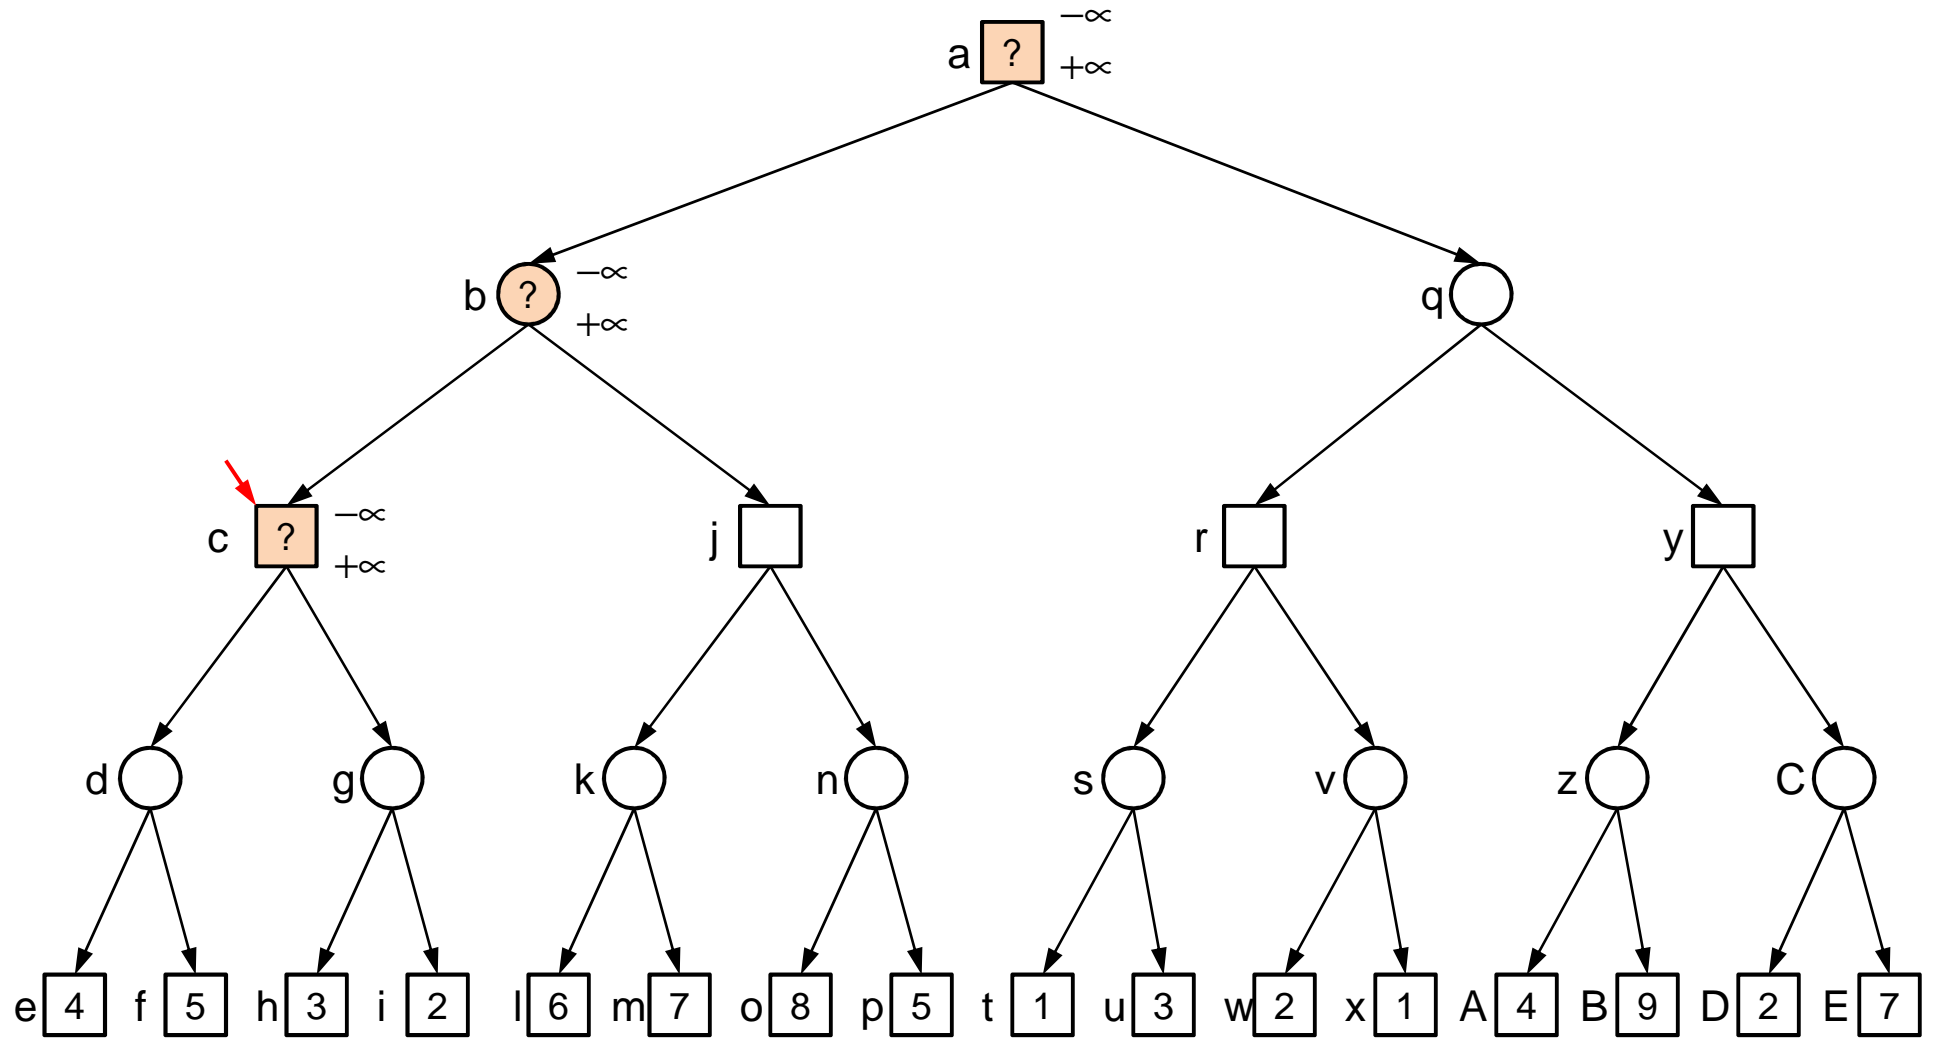 −∞
a ? +∞
b ? −∞
+∞
q
c ? −∞
+∞
j
r
y
d
g
k
n
s
v
z
C
e 4 f 5 h 3 i 2 l 6 m 7 o 8 p 5 t 1 u 3 w 2 x 1 A 4 B 9 D 2 E 7